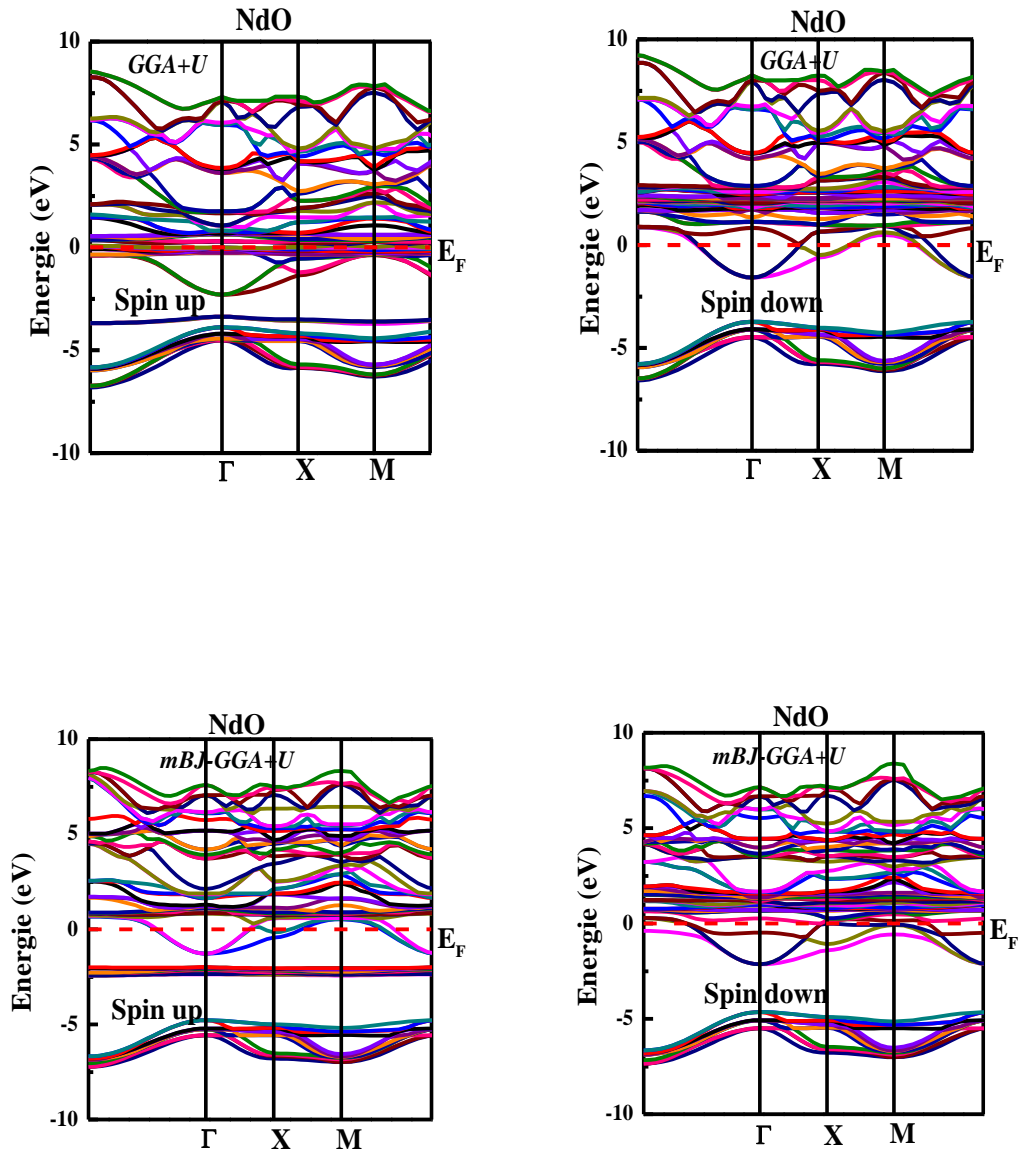 NdO
GGA+U
10
5
0
-5
-10
Energie (eV)
E_F
Spin up
Γ X M
NdO
GGA+U
10
5
0
-5
-10
Energie (eV)
E_F
Spin down
Γ X M
NdO
mBJ-GGA+U
10
5
0
-5
-10
Energie (eV)
E_F
Spin up
Γ X M
NdO
mBJ-GGA+U
10
5
0
-5
-10
Energie (eV)
E_F
Spin down
Γ X M